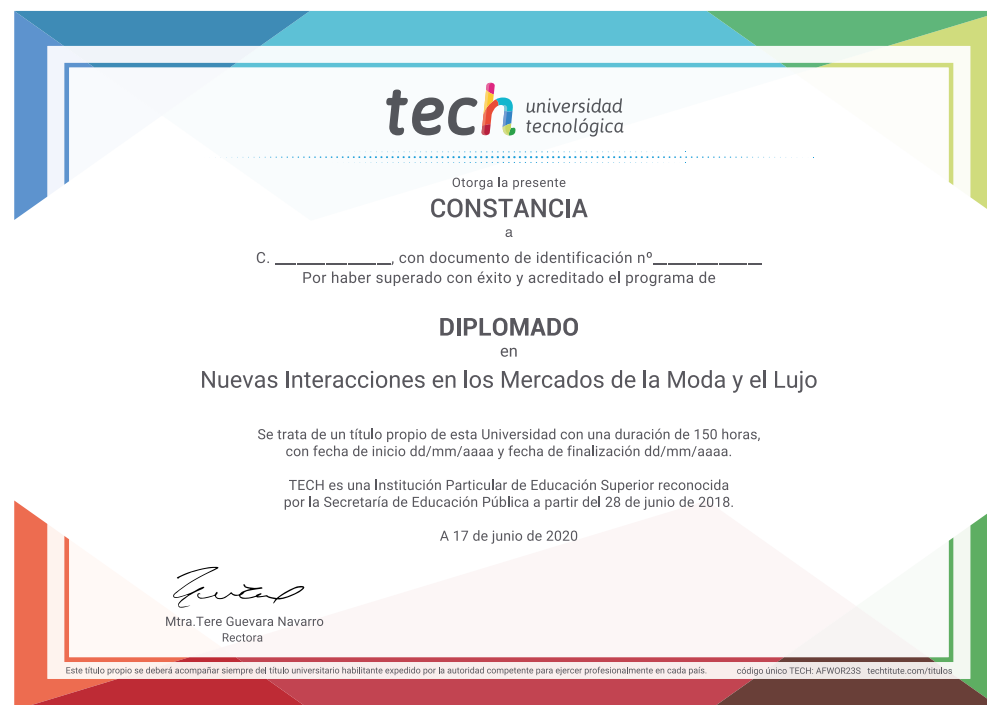 tech universidad
tecnológica
Otorga la presente
CONSTANCIA
a
C. ______________, con documento de identificación nº_____________
Por haber superado con éxito y acreditado el programa de
DIPLOMADO
en
Nuevas Interacciones en los Mercados de la Moda y el Lujo
Se trata de un título propio de esta Universidad con una duración de 150 horas,
con fecha de inicio dd/mm/aaaa y fecha de finalización dd/mm/aaaa.
TECH es una Institución Particular de Educación Superior reconocida
por la Secretaría de Educación Pública a partir del 28 de junio de 2018.
A 17 de junio de 2020
Mtra.Tere Guevara Navarro
Rectora
Este título propio se deberá acompañar siempre del título universitario habilitante expedido por la autoridad competente para ejercer profesionalmente en cada país. código único TECH: AFWOR23S techtitute.com/titulos